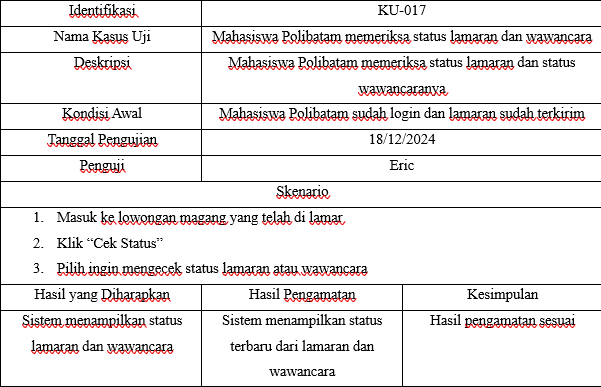 Identifikasi KU-017
Nama Kasus Uji Mahasiswa Polibatam memeriksa status lamaran dan wawancara
Deskripsi Mahasiswa Polibatam memeriksa status lamaran dan status
wawancaranya
Kondisi Awal Mahasiswa Polibatam sudah login dan lamaran sudah terkirim
Tanggal Pengujian 18/12/2024
Penguji Eric
Skenario
1. Masuk ke lowongan magang yang telah di lamar
2. Klik “Cek Status”
3. Pilih ingin mengecek status lamaran atau wawancara
Hasil yang Diharapkan Hasil Pengamatan Kesimpulan
Sistem menampilkan status Sistem menampilkan status Hasil pengamatan sesuai
lamaran dan wawancara terbaru dari lamaran dan
wawancara